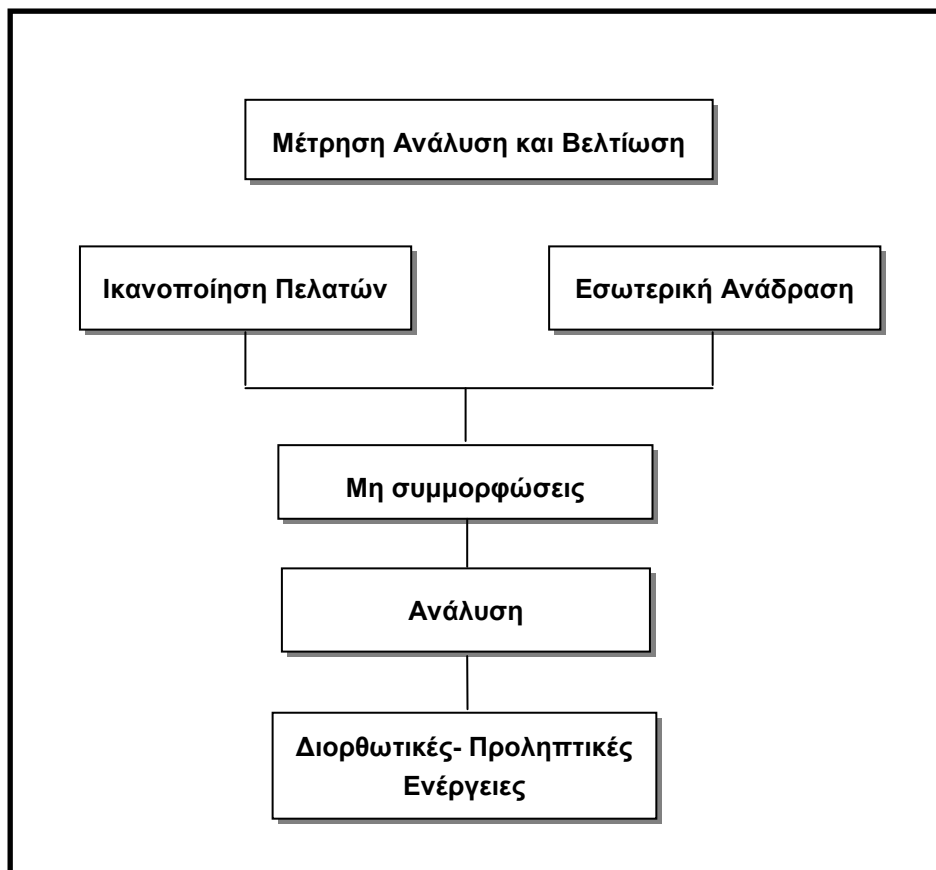 Μέτρηση Ανάλυση και Βελτίωση
Ικανοποίηση Πελατών
Εσωτερική Ανάδραση
Μη συμμορφώσεις
Ανάλυση
Διορθωτικές- Προληπτικές
Ενέργειες